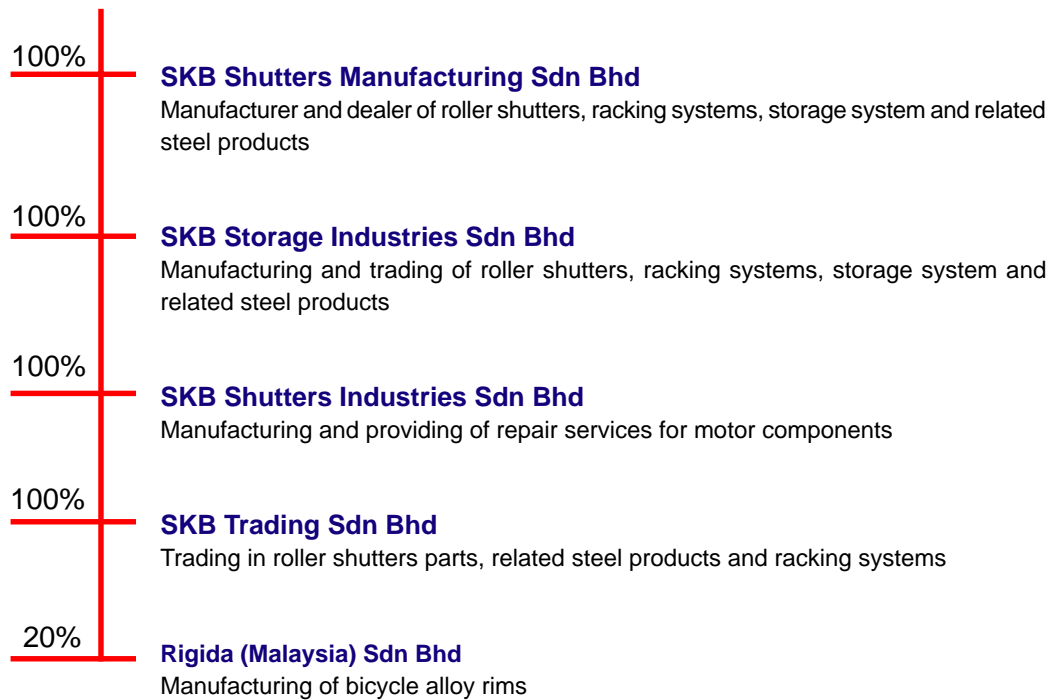 100%
SKB Shutters Manufacturing Sdn Bhd
Manufacturer and dealer of roller shutters, racking systems, storage system and related
steel products
100%
SKB Storage Industries Sdn Bhd
Manufacturing and trading of roller shutters, racking systems, storage system and
related steel products
100%
SKB Shutters Industries Sdn Bhd
Manufacturing and providing of repair services for motor components
100%
SKB Trading Sdn Bhd
Trading in roller shutters parts, related steel products and racking systems
20%
Rigida (Malaysia) Sdn Bhd
Manufacturing of bicycle alloy rims